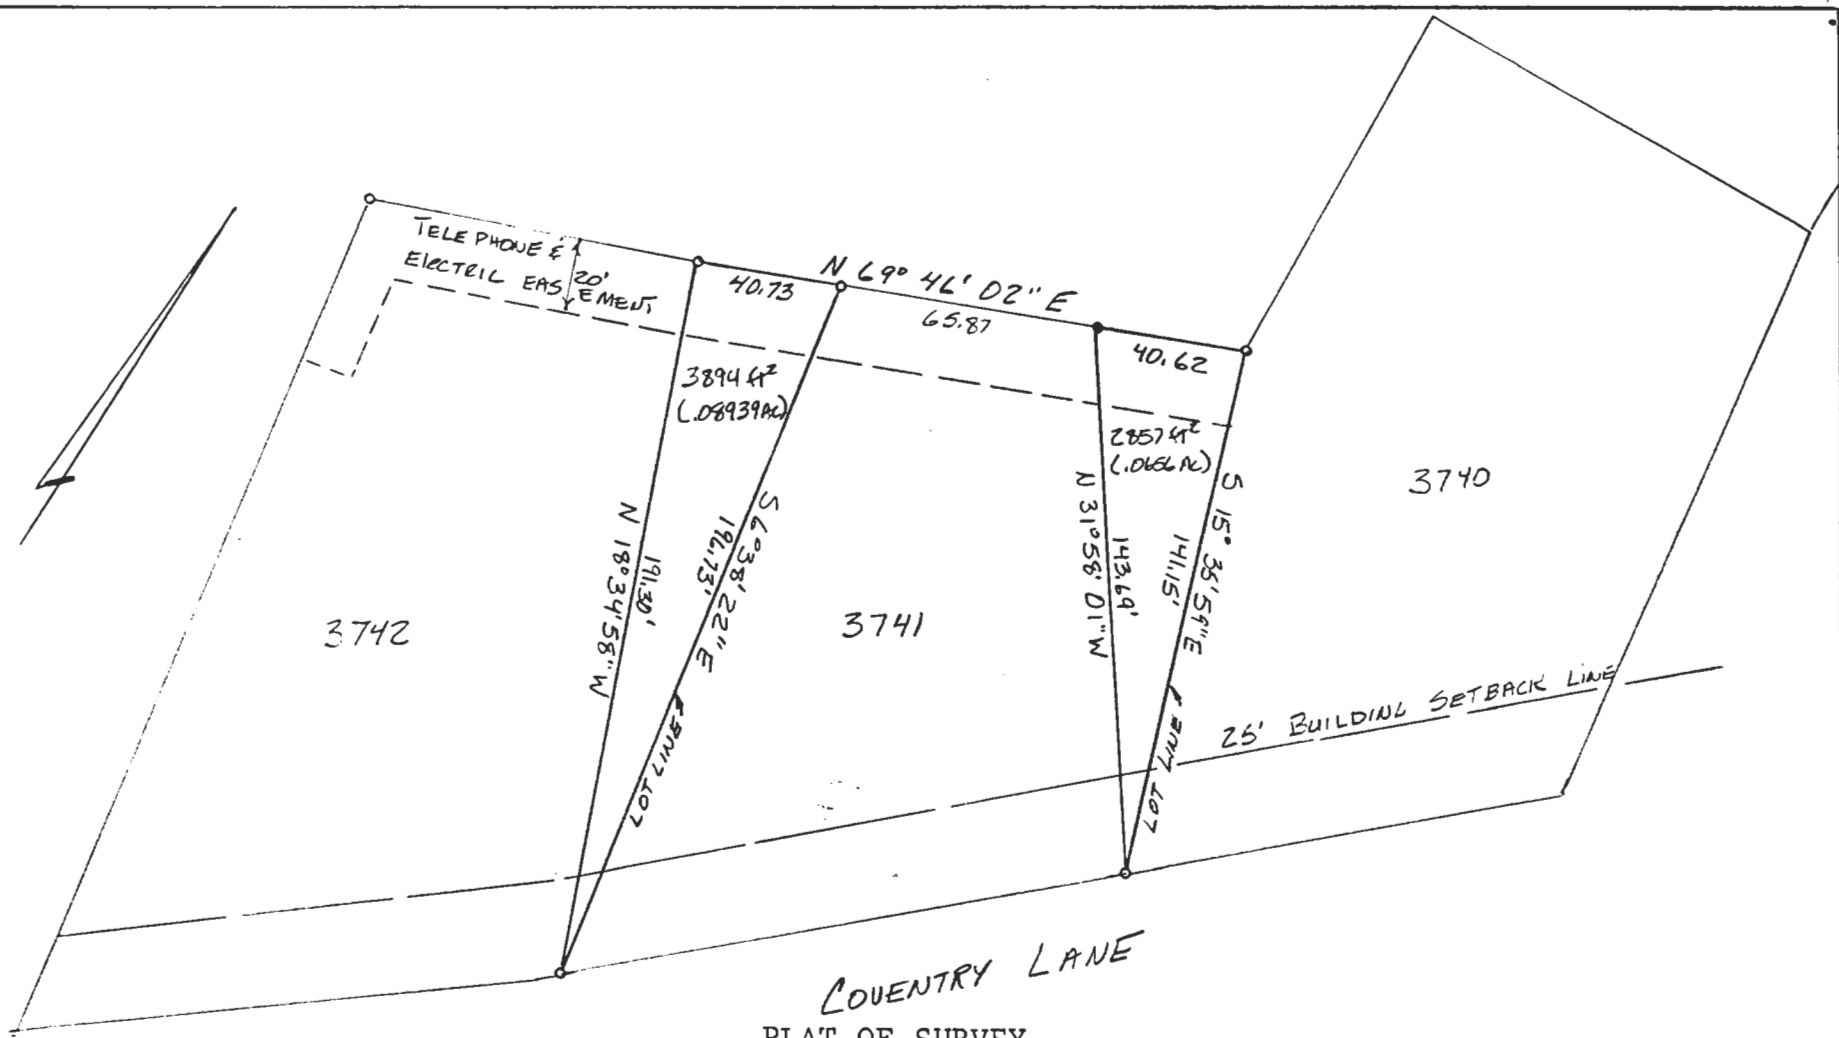 TELEPHONE &
ELECTRIL EASEMENT
20'
40.73
N 69° 46' 02" E
65.87
40.62
3894 ft²
(.08939AC)
2857 ft²
(.0656 AC)
3740
N 18° 34' 58" W
191.30'
S 6° 38' 22" E
196.73'
N 31° 58' 01" W
143.69'
S 15° 35' 59" E
141.15'
3742
3741
LOT LINE
LOT LINE
25' BUILDING SETBACK LINE
COVENTRY LANE
PLAT OF SURVEY